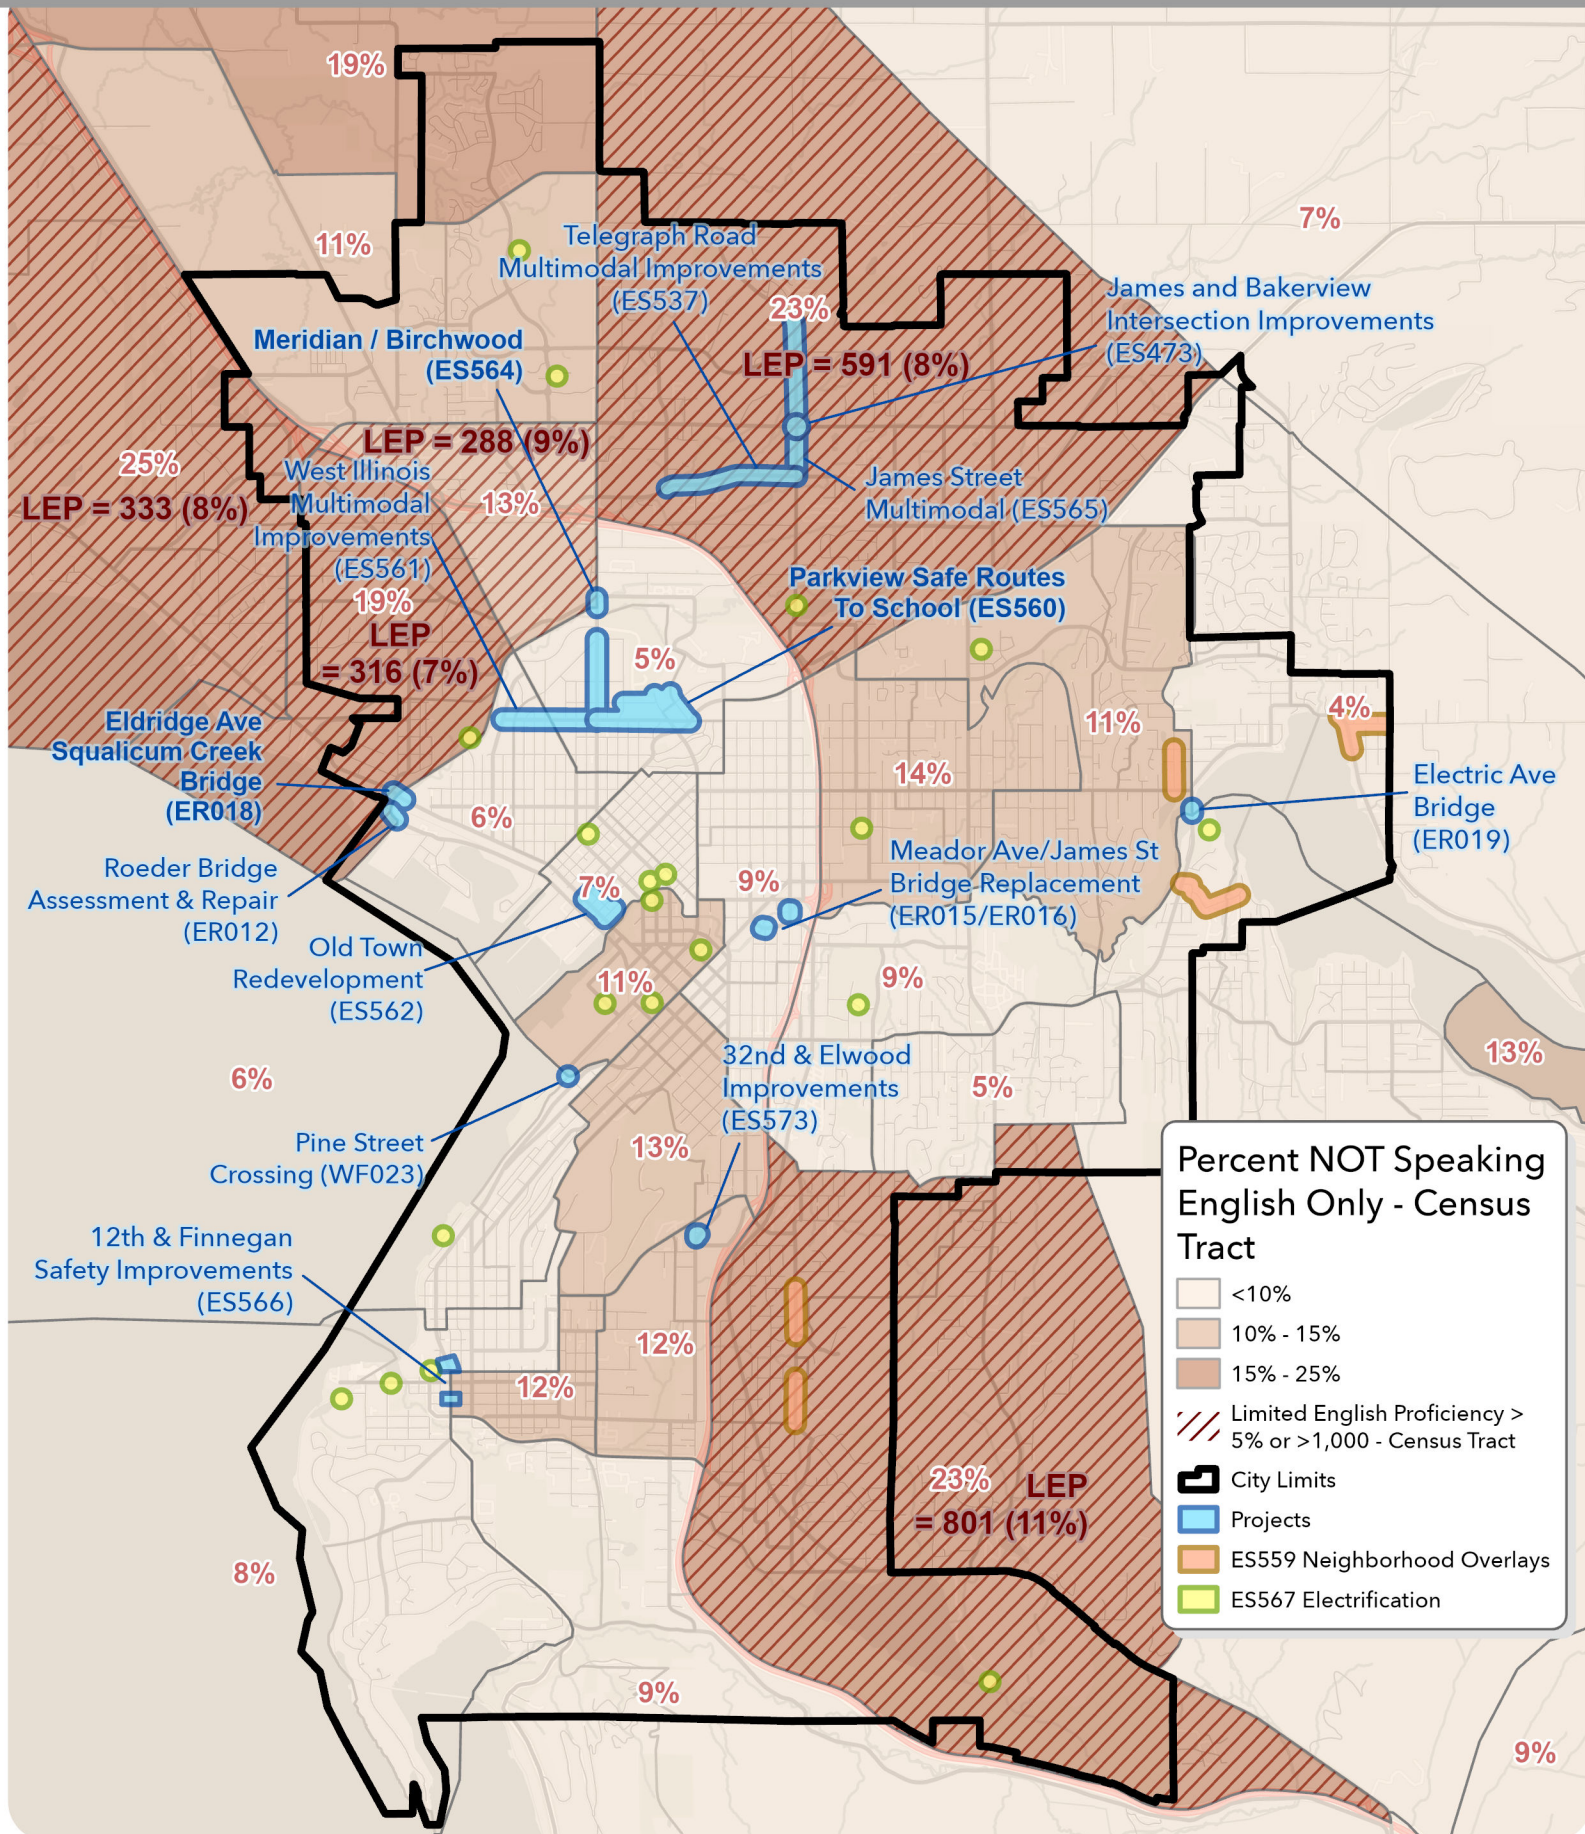 19%
7%
11%
Telegraph Road
Multimodal Improvements
(ES537)
23%
James and Bakerview
Intersection Improvements
(ES473)
Meridian / Birchwood
(ES564)
LEP = 591 (8%)
LEP = 288 (9%)
25%
LEP = 333 (8%)
West Illinois
Multimodal
Improvements
(ES561)
13%
James Street
Multimodal (ES565)
Parkview Safe Routes
To School (ES560)
19%
LEP
= 316 (7%)
5%
4%
11%
Eldridge Ave
Squalicum Creek
Bridge
(ER018)
14%
Electric Ave
Bridge
(ER019)
6%
Roeder Bridge
Assessment & Repair
(ER012)
7%
9%
Meador Ave/James St
Bridge Replacement
(ER015/ER016)
Old Town
Redevelopment
(ES562)
11%
9%
13%
6%
32nd & Elwood
Improvements
(ES573)
5%
Pine Street
Crossing (WF023)
13%
12th & Finnegan
Safety Improvements
(ES566)
12%
12%
23%
LEP
= 801 (11%)
8%
9%
9%
Percent NOT Speaking
English Only - Census
Tract
<10%
10% - 15%
15% - 25%
Limited English Proficiency >
5% or >1,000 - Census Tract
City Limits
Projects
ES559 Neighborhood Overlays
ES567 Electrification